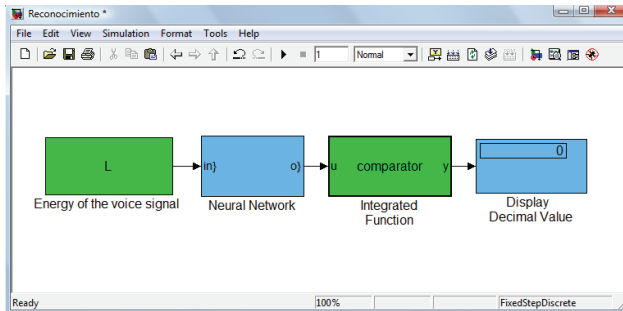 Reconocimiento *
File Edit View Simulation Format Tools Help
1 Normal
L in} o} u comparator y 0
Energy of the voice signal Neural Network Integrated Function Display Decimal Value
Ready 100% FixedStepDiscrete